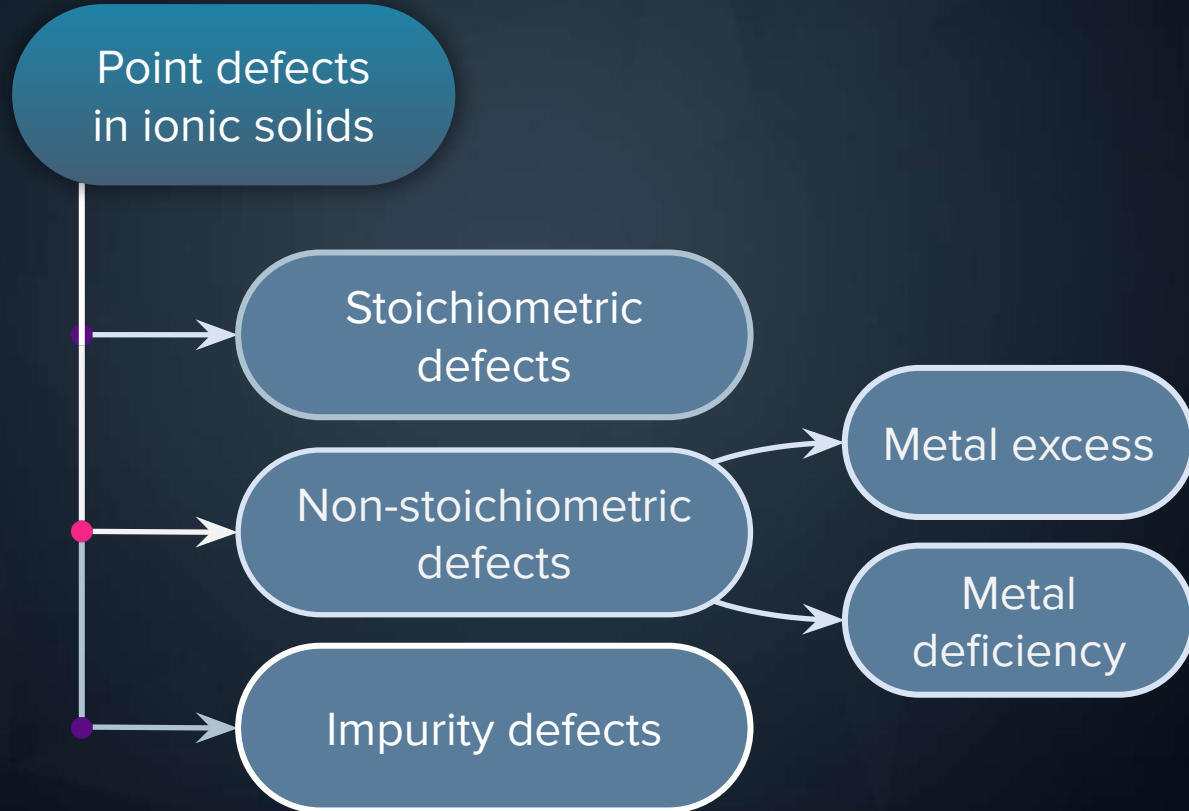 Point defects
in ionic solids
Stoichiometric
defects
Non-stoichiometric
defects
Metal excess
Metal
deficiency
Impurity defects